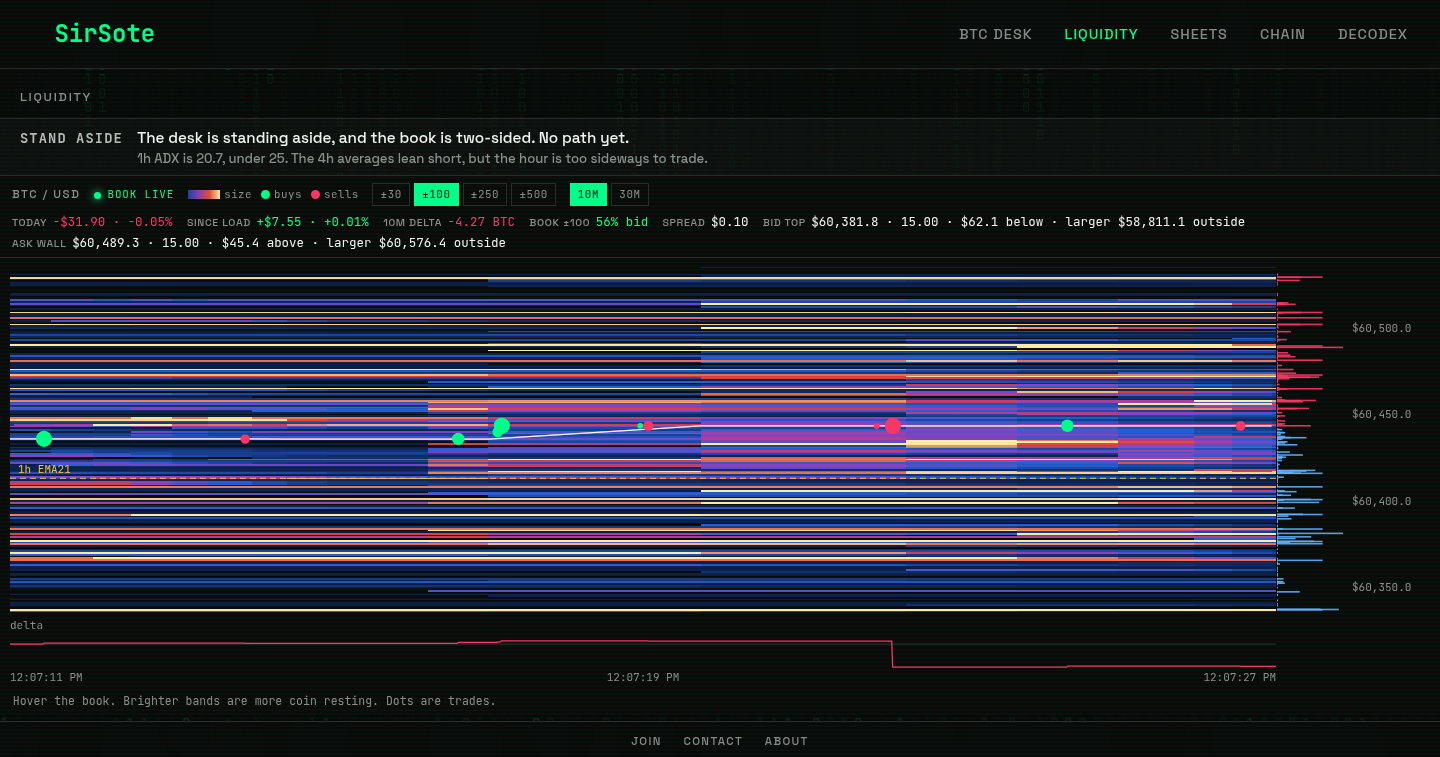 SirSote
BTC DESK LIQUIDITY SHEETS CHAIN DECODEX
LIQUIDITY
STAND ASIDE The desk is standing aside, and the book is two-sided. No path yet.
1h ADX is 20.7, under 25. The 4h averages lean short, but the hour is too sideways to trade.
BTC / USD BOOK LIVE size buys sells ±30 ±100 ±250 ±500 10M 30M
TODAY -$31.90 · -0.05% SINCE LOAD +$7.55 · +0.01% 10M DELTA -4.27 BTC BOOK ±100 56% bid SPREAD $0.10 BID TOP $60,381.8 · 15.00 · $62.1 below · larger $58,811.1 outside
ASK WALL $60,489.3 · 15.00 · $45.4 above · larger $60,576.4 outside
$60,500.0
$60,450.0
1h EMA21
$60,400.0
$60,350.0
delta
12:07:11 PM 12:07:19 PM 12:07:27 PM
Hover the book. Brighter bands are more coin resting. Dots are trades.
JOIN CONTACT ABOUT